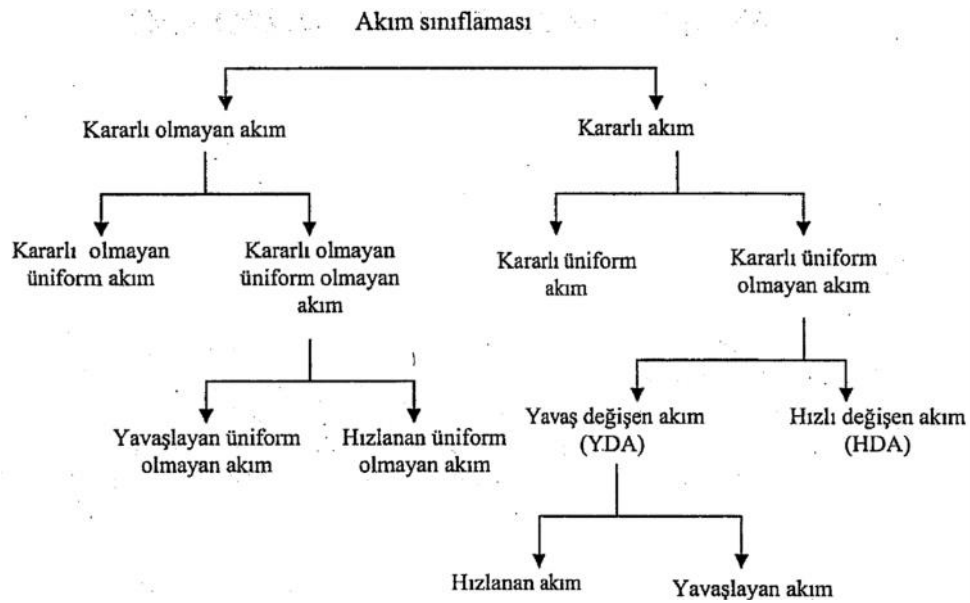 Akım sınıflaması
Kararlı olmayan akım
Kararlı akım
Kararlı olmayan
üniform akım
Kararlı olmayan
üniform olmayan
akım
Kararlı üniform
akım
Kararlı üniform
olmayan akım
Yavaşlayan üniform
olmayan akım
Hızlanan üniform
olmayan akım
Yavaş değişen akım
(YDA)
Hızlı değişen akım
(HDA)
Hızlanan akım
Yavaşlayan akım